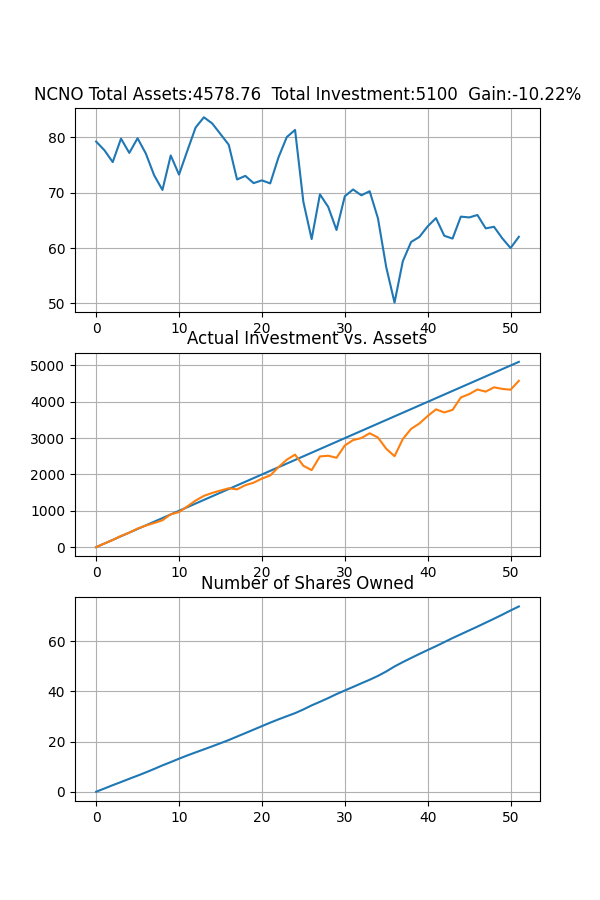 NCNO Total Assets:4578.76  Total Investment:5100  Gain:-10.22%
80
70
60
50
0 10 20 30 40 50
Actual Investment vs. Assets
5000
4000
3000
2000
1000
0
0 10 20 30 40 50
Number of Shares Owned
60
40
20
0
0 10 20 30 40 50